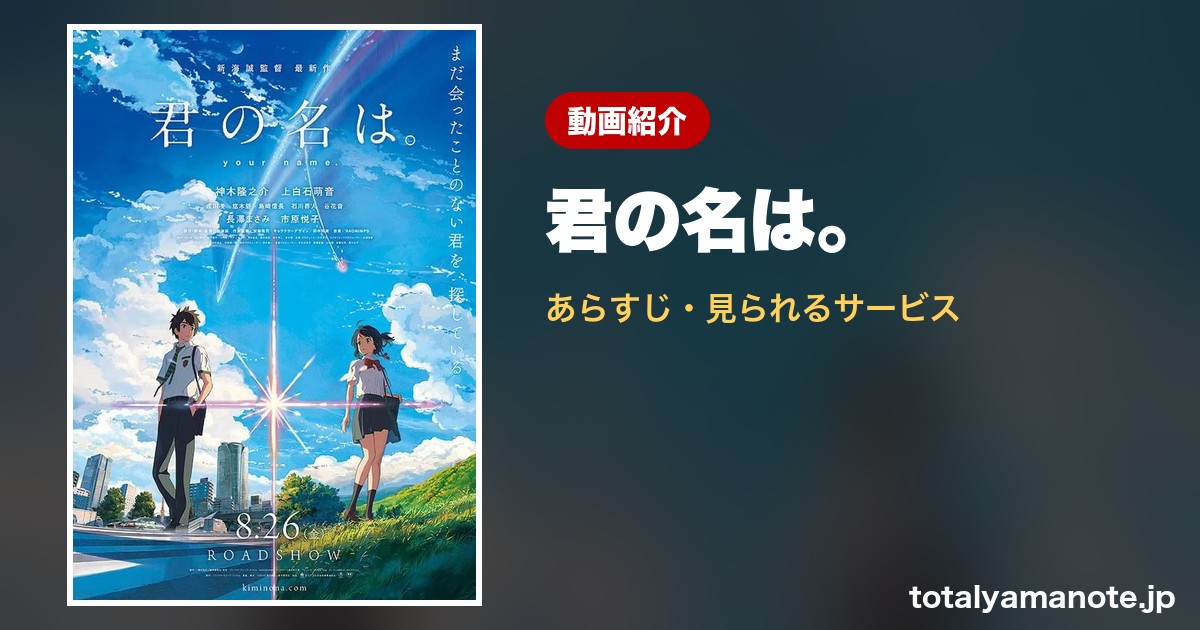 新海誠監督 最新作
君の名は。
your name.
神木隆之介 上白石萌音
長澤まさみ 市原悦子
まだ会ったことのない君を、探している
8.26(金)
ROADSHOW
kiminona.com
動画紹介
君の名は。
あらすじ・見られるサービス
totalyamanote.jp